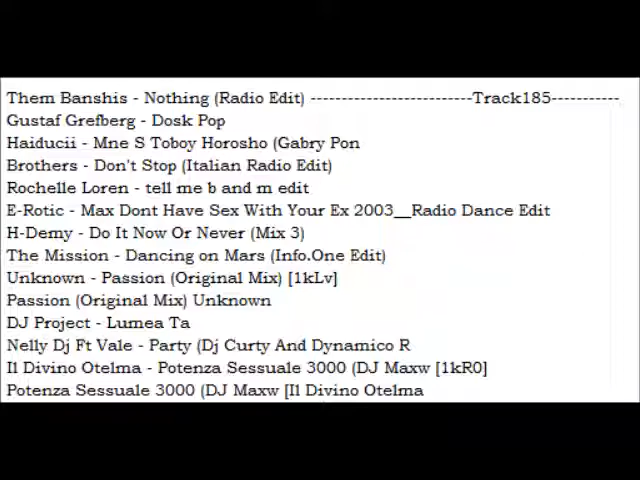 Them Banshis - Nothing (Radio Edit) --------------------------Track185-----------
Gustaf Grefberg - Dosk Pop
Haiducii - Mne S Toboy Horosho (Gabry Pon
Brothers - Don't Stop (Italian Radio Edit)
Rochelle Loren - tell me b and m edit
E-Rotic - Max Dont Have Sex With Your Ex 2003__Radio Dance Edit
H-Demy - Do It Now Or Never (Mix 3)
The Mission - Dancing on Mars (Info.One Edit)
Unknown - Passion (Original Mix) [1kLv]
Passion (Original Mix) Unknown
DJ Project - Lumea Ta
Nelly Dj Ft Vale - Party (Dj Curty And Dynamico R
Il Divino Otelma - Potenza Sessuale 3000 (DJ Maxw [1kR0]
Potenza Sessuale 3000 (DJ Maxw [Il Divino Otelma